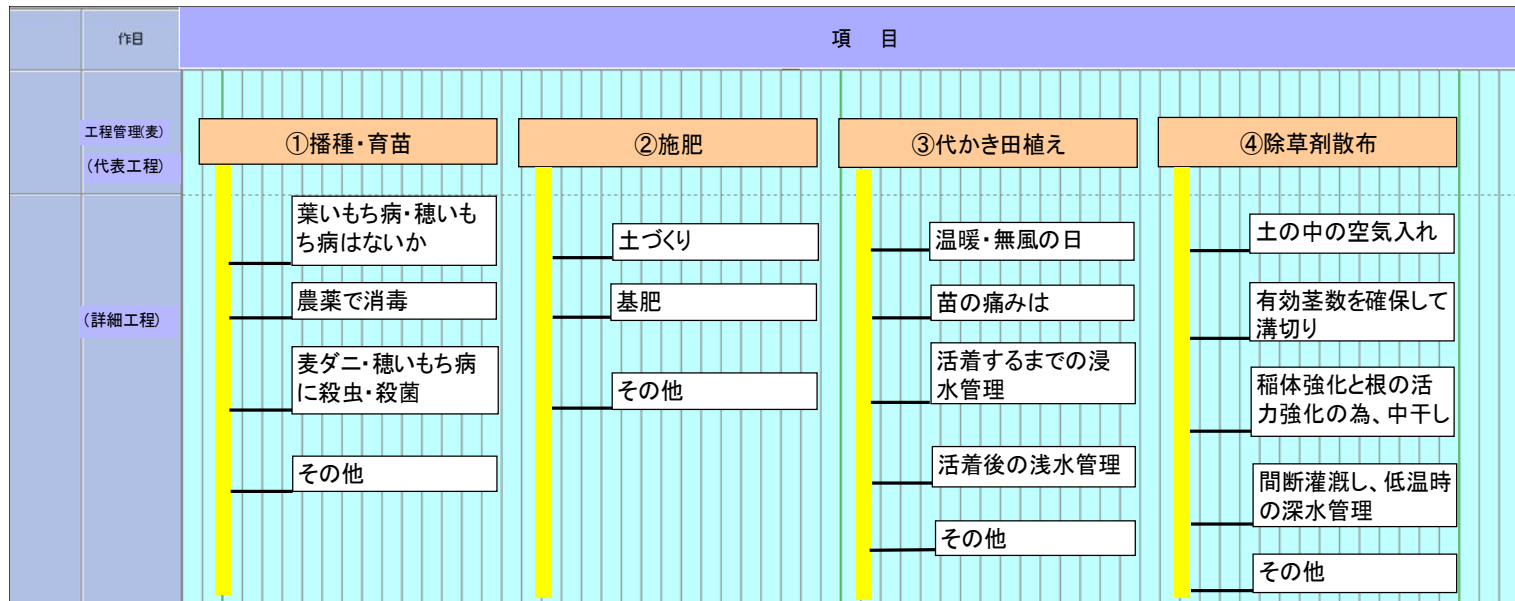 作目
項 目
工程管理(麦)
(代表工程)
①播種・育苗
②施肥
③代かき田植え
④除草剤散布
(詳細工程)
葉いもち病・穂いも
ち病はないか
農薬で消毒
麦ダニ・穂いもち病
に殺虫・殺菌
その他
土づくり
基肥
その他
温暖・無風の日
苗の痛みは
活着するまでの浸
水管理
活着後の浅水管理
その他
土の中の空気入れ
有効茎数を確保して
溝切り
稲体強化と根の活
力強化の為、中干し
間断灌漑し、低温時
の深水管理
その他